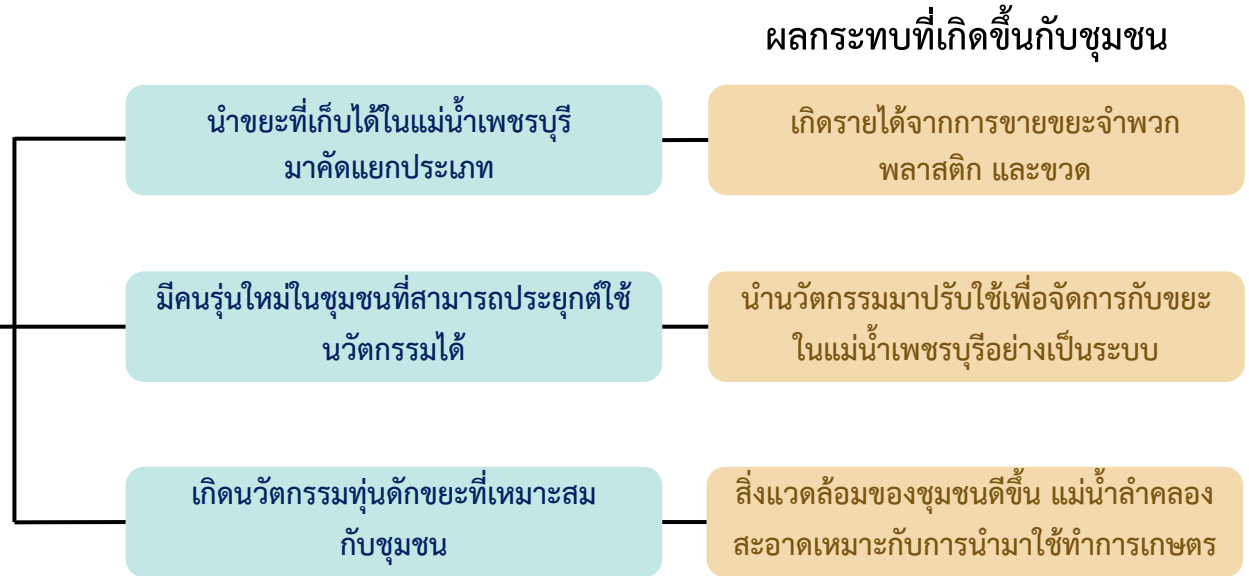 ผลกระทบที่เกิดขึ้นกับชุมชน
นำขยะที่เก็บได้ในแม่น้ำเพชรบุรี
มาคัดแยกประเภท
เกิดรายได้จากการขายขยะจำพวก
พลาสติก และขวด
มีคนรุ่นใหม่ในชุมชนที่สามารถประยุกต์ใช้
นวัตกรรมได้
นำนวัตกรรมมาปรับใช้เพื่อจัดการกับขยะ
ในแม่น้ำเพชรบุรีอย่างเป็นระบบ
เกิดนวัตกรรมทุ่นดักขยะที่เหมาะสม
กับชุมชน
สิ่งแวดล้อมของชุมชนดีขึ้น แม่น้ำลำคลอง
สะอาดเหมาะกับการนำมาใช้ทำการเกษตร